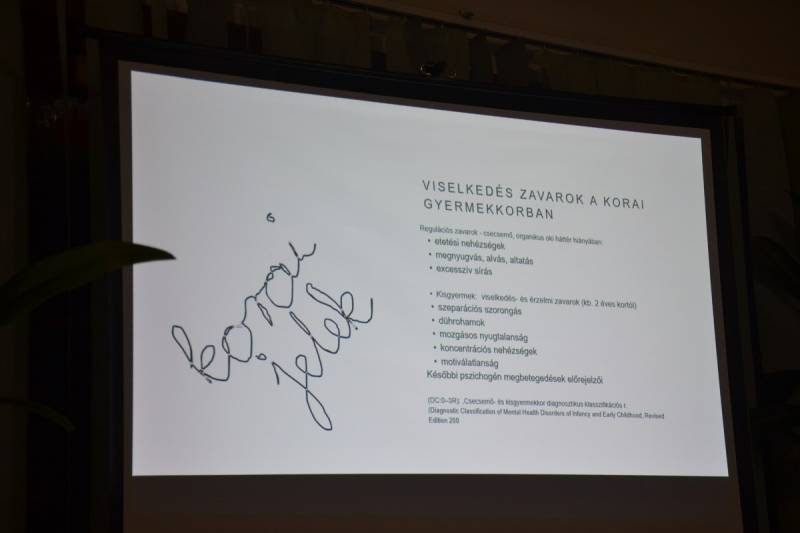 korai
jelek
VISELKEDÉS ZAVAROK A KORAI
GYERMEKKORBAN
Regulációs zavarok - csecsemő, organikus oki háttér hiányában:
• etetési nehézségek
• megnyugvás, alvás, altatás
• excesszív sírás
• Kisgyermek: viselkedés- és érzelmi zavarok (kb. 2 éves kortól)
• szeparációs szorongás
• dührohamok
• mozgásos nyugtalanság
• koncentrációs nehézségek
• motiválatlanság
Későbbi pszichogén megbetegedések előrejelzői
(DC:0–3R): „Csecsemő- és kisgyermekkor diagnosztikus klasszifikációs r.
(Diagnostic Classification of Mental Health Disorders of Infancy and Early Childhood, Revised
Edition 200